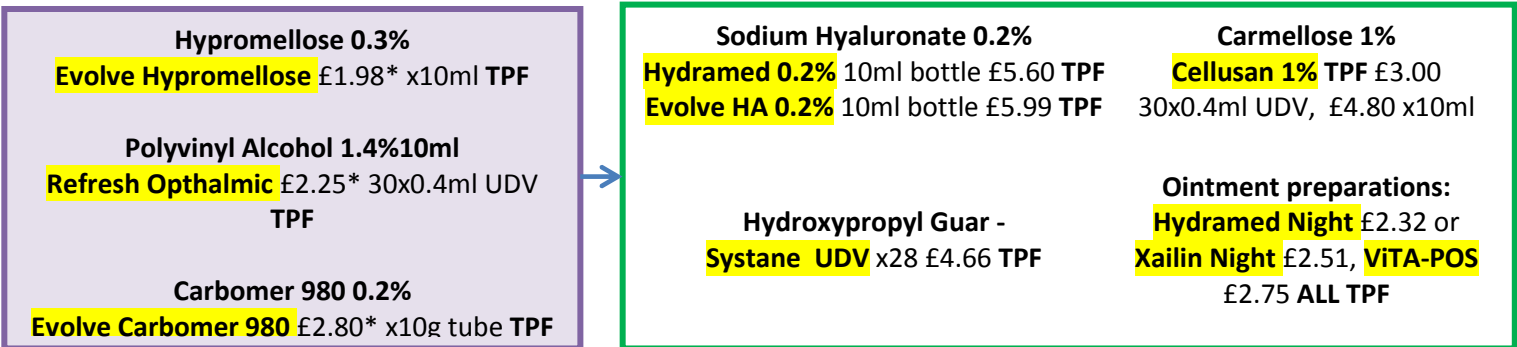 Hypromellose 0.3%
Evolve Hypromellose £1.98* x10ml TPF
Polyvinyl Alcohol 1.4%10ml
Refresh Opthalmic £2.25* 30x0.4ml UDV
TPF
Carbomer 980 0.2%
Evolve Carbomer 980 £2.80* x10g tube TPF
Sodium Hyaluronate 0.2%
Hydramed 0.2% 10ml bottle £5.60 TPF
Evolve HA 0.2% 10ml bottle £5.99 TPF
Hydroxypropyl Guar -
Systane UDV x28 £4.66 TPF
Carmellose 1%
Cellusan 1% TPF £3.00
30x0.4ml UDV, £4.80 x10ml
Ointment preparations:
Hydramed Night £2.32 or
Xailin Night £2.51, ViTA-POS
£2.75 ALL TPF